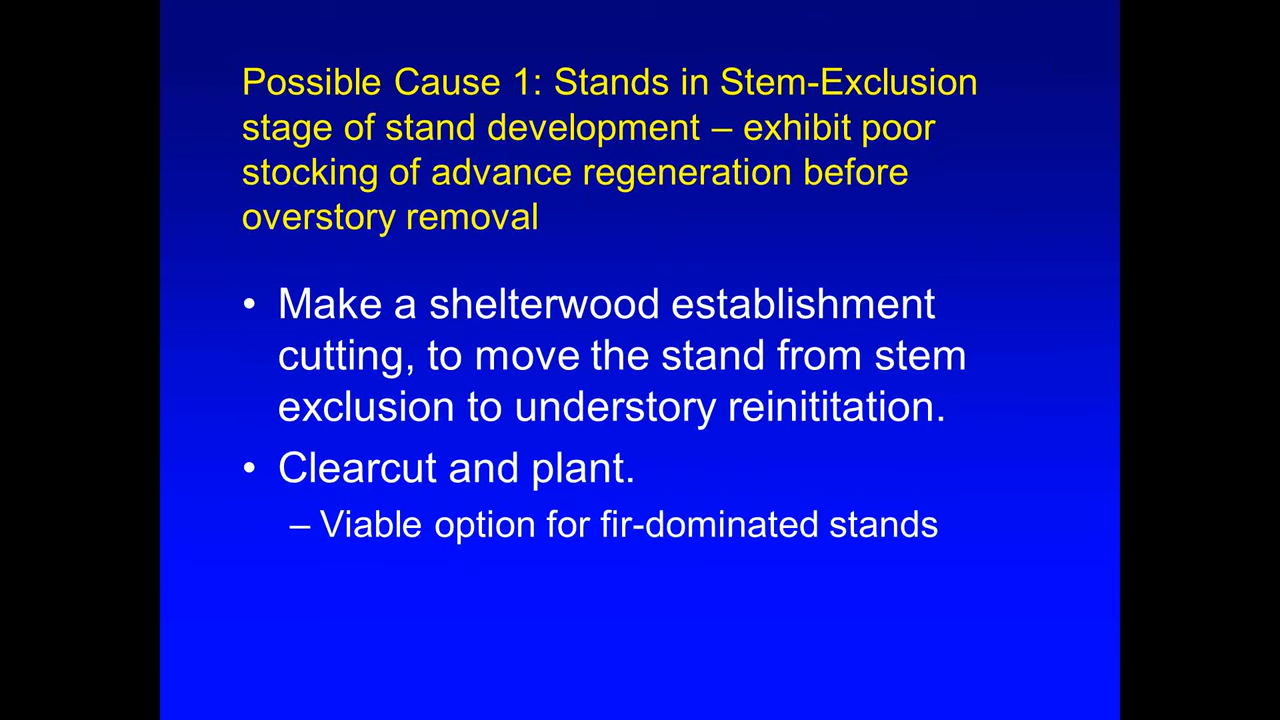 Possible Cause 1: Stands in Stem-Exclusion
stage of stand development – exhibit poor
stocking of advance regeneration before
overstory removal
• Make a shelterwood establishment
cutting, to move the stand from stem
exclusion to understory reinititation.
• Clearcut and plant.
– Viable option for fir-dominated stands